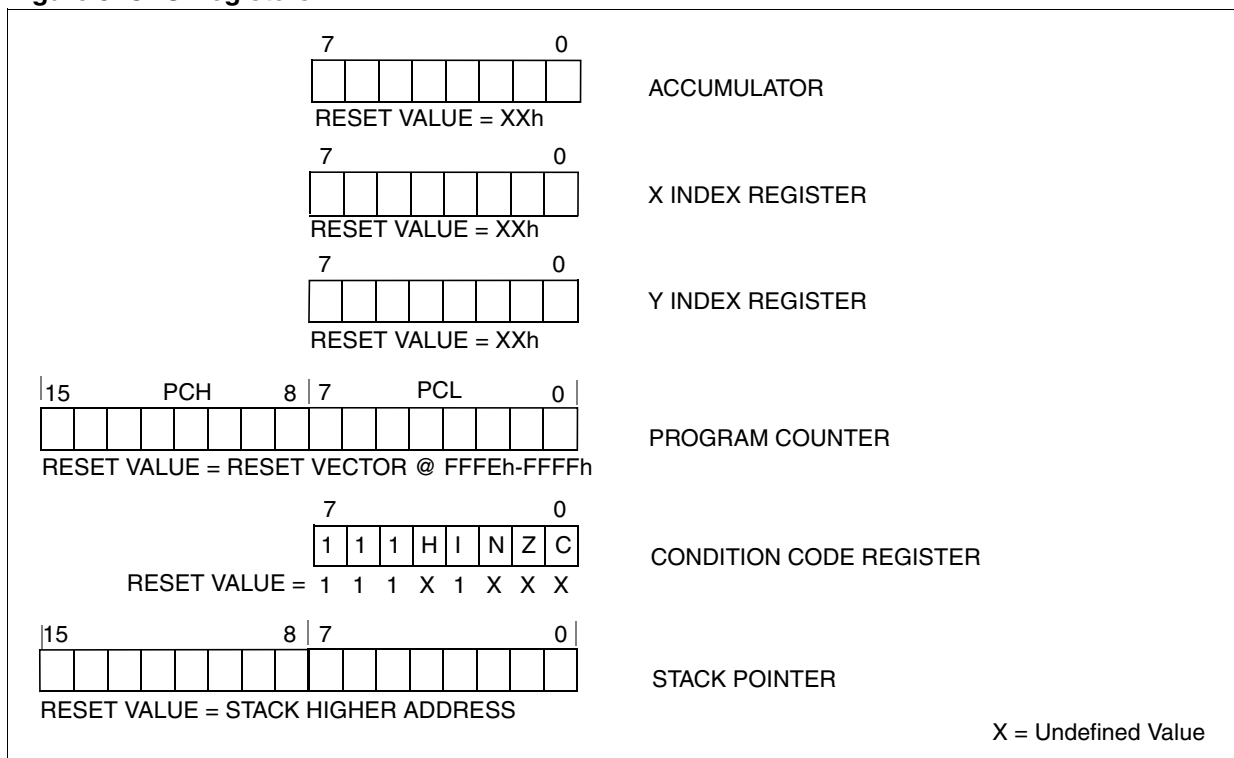 7 0
ACCUMULATOR
RESET VALUE = XXh
7 0
X INDEX REGISTER
RESET VALUE = XXh
7 0
Y INDEX REGISTER
RESET VALUE = XXh
15 PCH 8 7 PCL 0
PROGRAM COUNTER
RESET VALUE = RESET VECTOR @ FFFEh-FFFFh
7 0
1 1 1 H I N Z C
CONDITION CODE REGISTER
RESET VALUE = 1 1 1 X 1 X X X
15 8 7 0
STACK POINTER
RESET VALUE = STACK HIGHER ADDRESS
X = Undefined Value